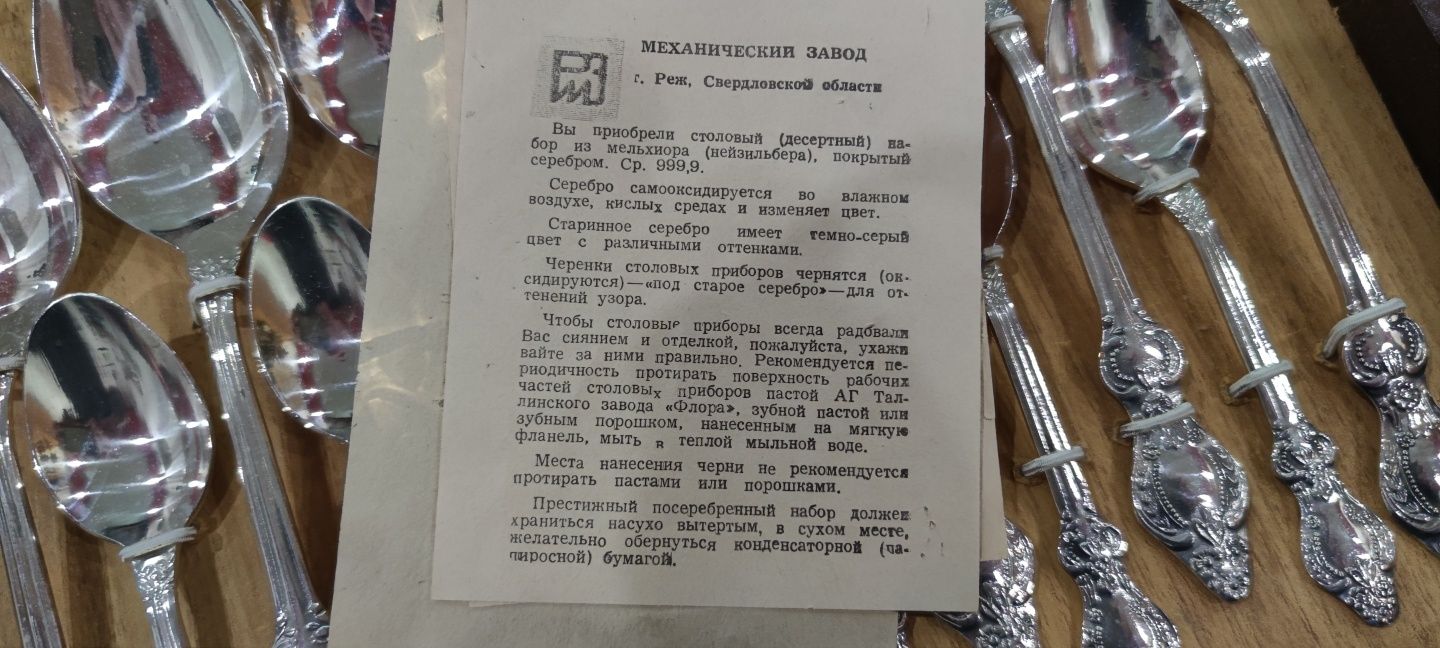 МЕХАНИЧЕСКИЙ ЗАВОД
г. Реж, Свердловской области
Вы приобрели столовый (десертный) на-
бор из мельхиора (нейзильбера), покрытый
серебром. Ср. 999,9.
Серебро самооксидируется во влажном
воздухе, кислых средах и изменяет цвет.
Старинное серебро имеет темно-серый
цвет с различными оттенками.
Черенки столовых приборов чернятся (ок-
сидируются)—«под старое серебро»—для от-
тенений узора.
Чтобы столовые приборы всегда радовали
Вас сиянием и отделкой, пожалуйста, ухажи
вайте за ними правильно. Рекомендуется пе-
риодичность протирать поверхность рабочих
частей столовых приборов пастой АГ Тал-
линского завода «Флора», зубной пастой или
зубным порошком, нанесенным на мягкую
фланель, мыть в теплой мыльной воде.
Места нанесения черни не рекомендуется
протирать пастами или порошками.
Престижный посеребренный набор должен
храниться насухо вытертым, в сухом месте,
желательно обернуться конденсаторной (па-
пиросной) бумагой.